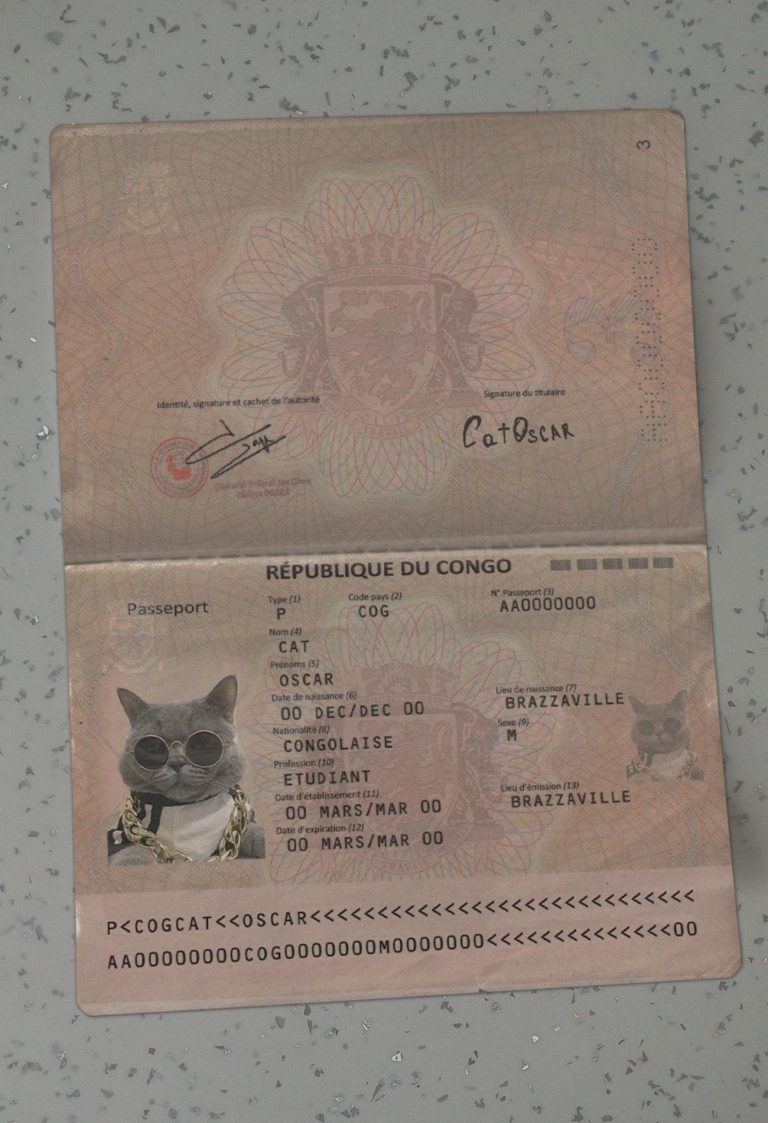 3
Identité, signature et cachet de l'autorité
Signature du titulaire
Cat Oscar
RÉPUBLIQUE DU CONGO
Passeport
Type (1)
Code pays (2)
N° Passeport (3)
P
COG
AA0000000
Nom (4)
CAT
Prénoms (5)
OSCAR
Date de naissance (6)
Lieu de naissance (7)
00 DEC/DEC 00
BRAZZAVILLE
Nationalité (8)
Sexe (9)
CONGOLAISE
M
Profession (10)
ETUDIANT
Date d'établissement (11)
Lieu d'émission (13)
00 MARS/MAR 00
BRAZZAVILLE
Date d'expiration (12)
00 MARS/MAR 00
P<COGCAT<<OSCAR<<<<<<<<<<<<<<<<<<<<<<<<<<<<<
AA00000000COG0000000M0000000<<<<<<<<<<<<<<00